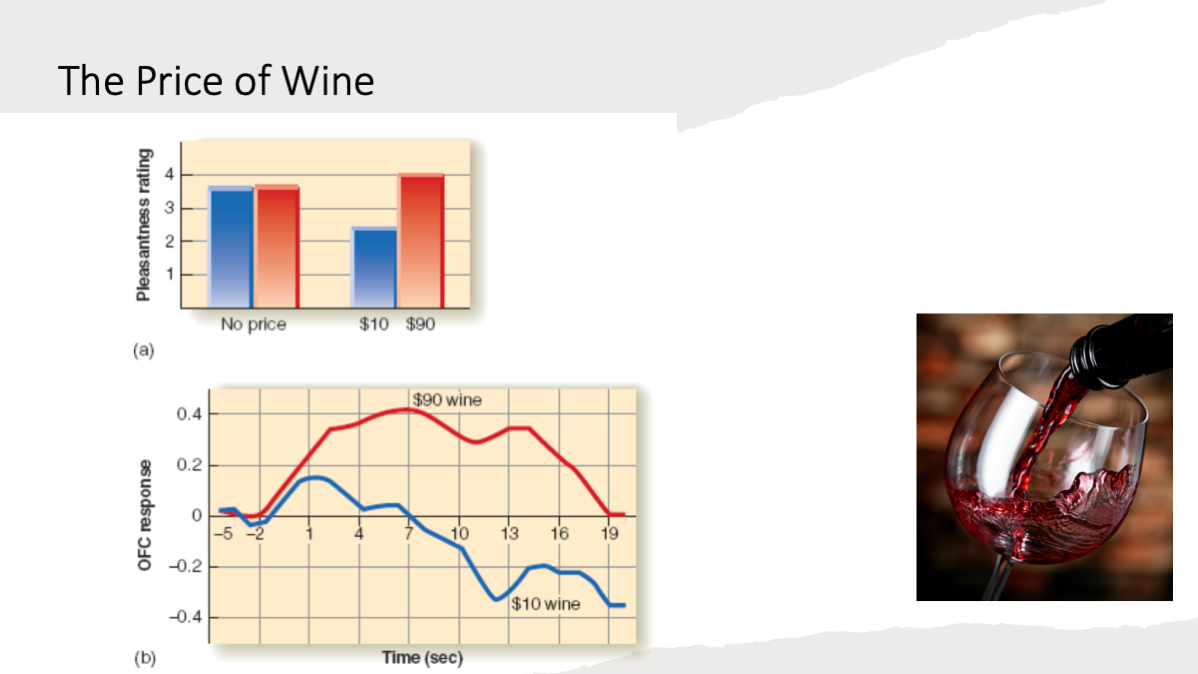 The Price of Wine
Pleasantness rating
4
3
2
1
No price
$10
$90
(a)
OFC response
0.4
0.2
0
–0.2
–0.4
$90 wine
–5
–2
1
4
7
10
13
16
19
$10 wine
Time (sec)
(b)